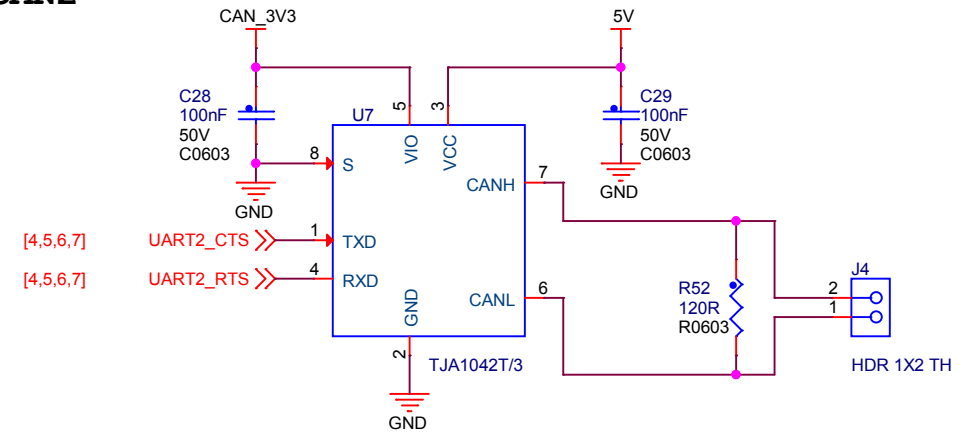 CAN_3V3
5V
C28
100nF
50V
C0603
C29
100nF
50V
C0603
U7
5
3
VIO
VCC
8
S
GND
GND
CANH
7
[4,5,6,7]
UART2_CTS
1
TXD
[4,5,6,7]
UART2_RTS
4
RXD
CANL
6
GND
2
TJA1042T/3
GND
R52
120R
R0603
J4
2
1
HDR 1X2 TH